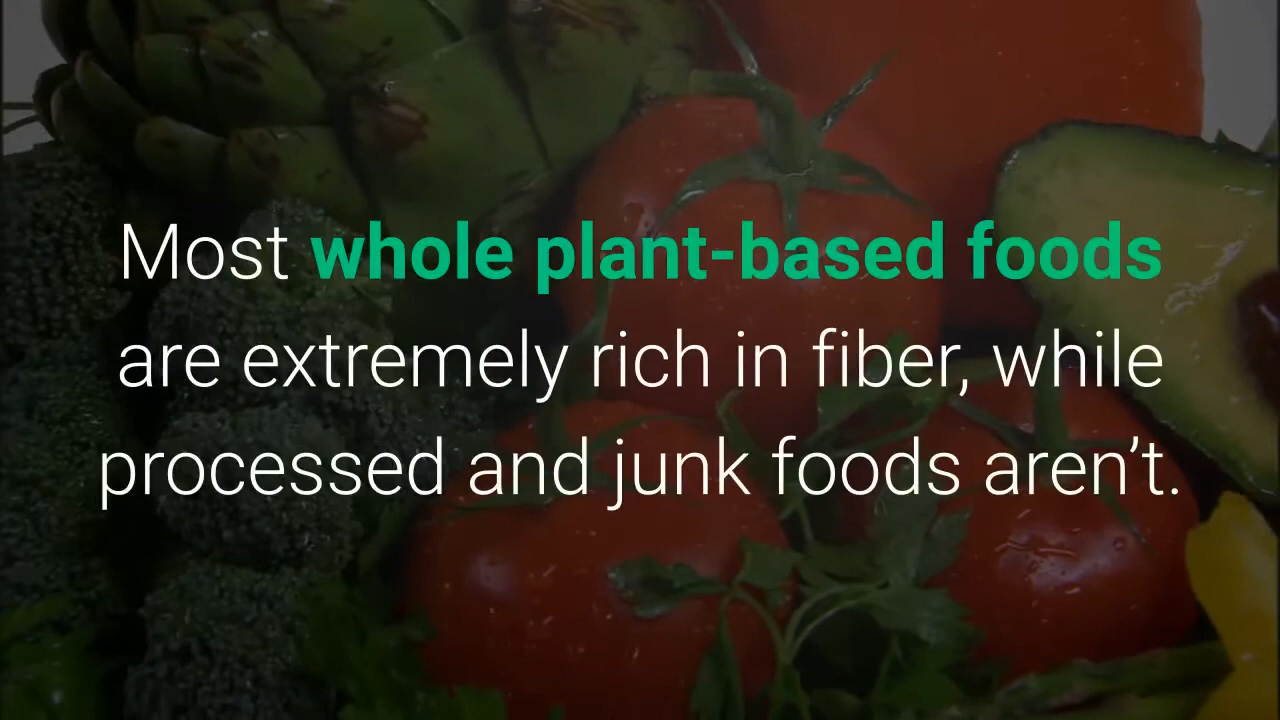 Most whole plant-based foods
are extremely rich in fiber, while
processed and junk foods aren’t.